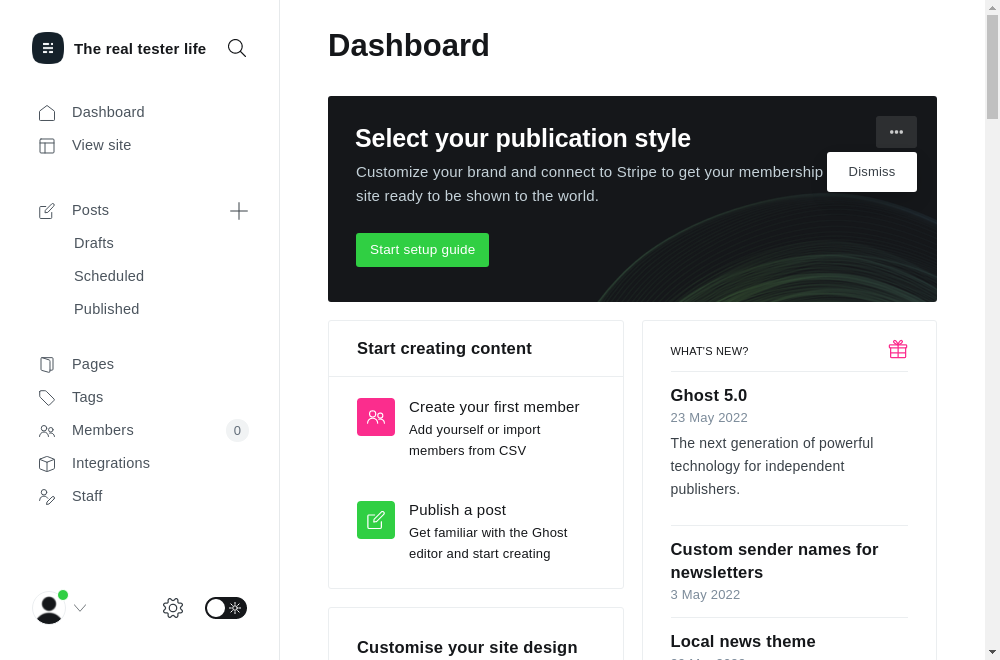 The real tester life
Dashboard
View site
Posts
Drafts
Scheduled
Published
Pages
Tags
Members
0
Integrations
Staff
Dashboard
Select your publication style
Customize your brand and connect to Stripe to get your membership
site ready to be shown to the world.
Dismiss
Start setup guide
Start creating content
Create your first member
Add yourself or import
members from CSV
Publish a post
Get familiar with the Ghost
editor and start creating
Customise your site design
WHAT'S NEW?
Ghost 5.0
23 May 2022
The next generation of powerful
technology for independent
publishers.
Custom sender names for
newsletters
3 May 2022
Local news theme